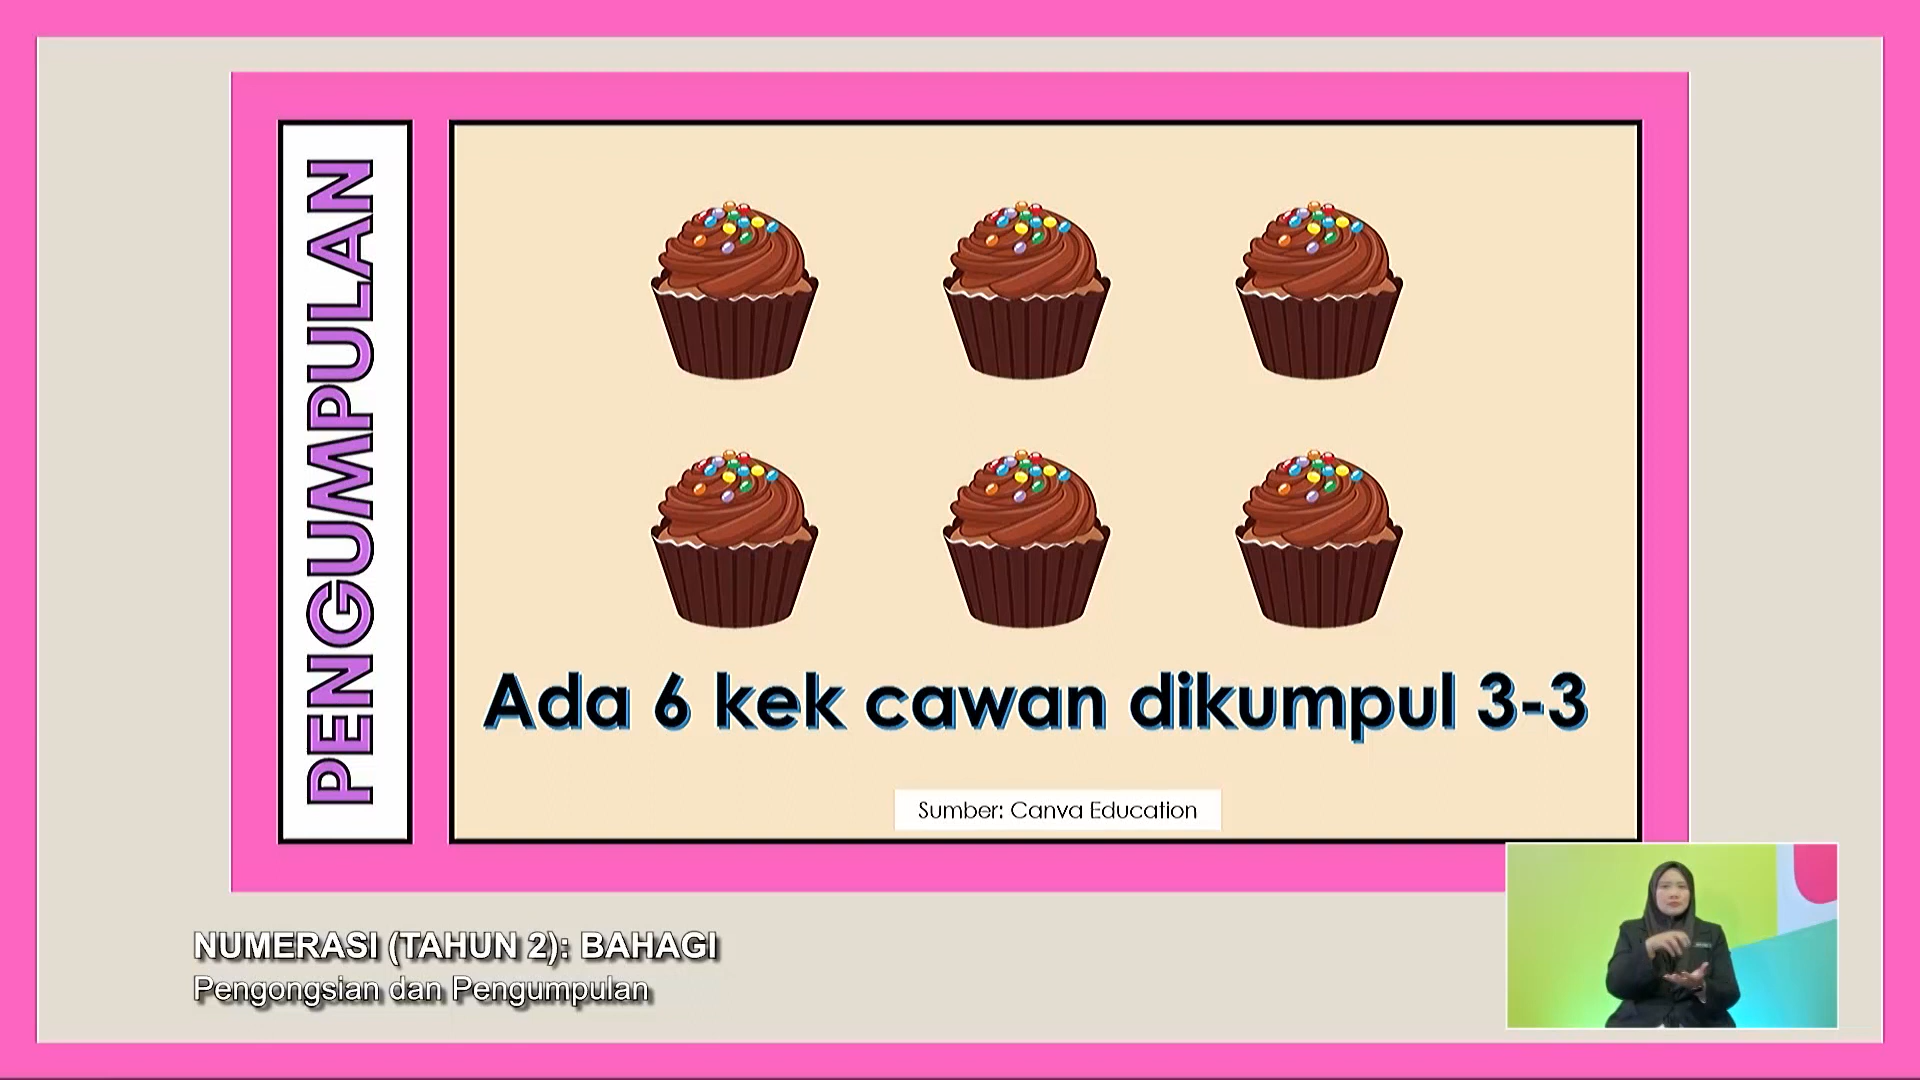 PENGUMPULAN
Ada 6 kek cawan dikumpul 3-3
Sumber: Canva Education
NUMERASI (TAHUN 2): BAHAGI
Pengongsian dan Pengumpulan